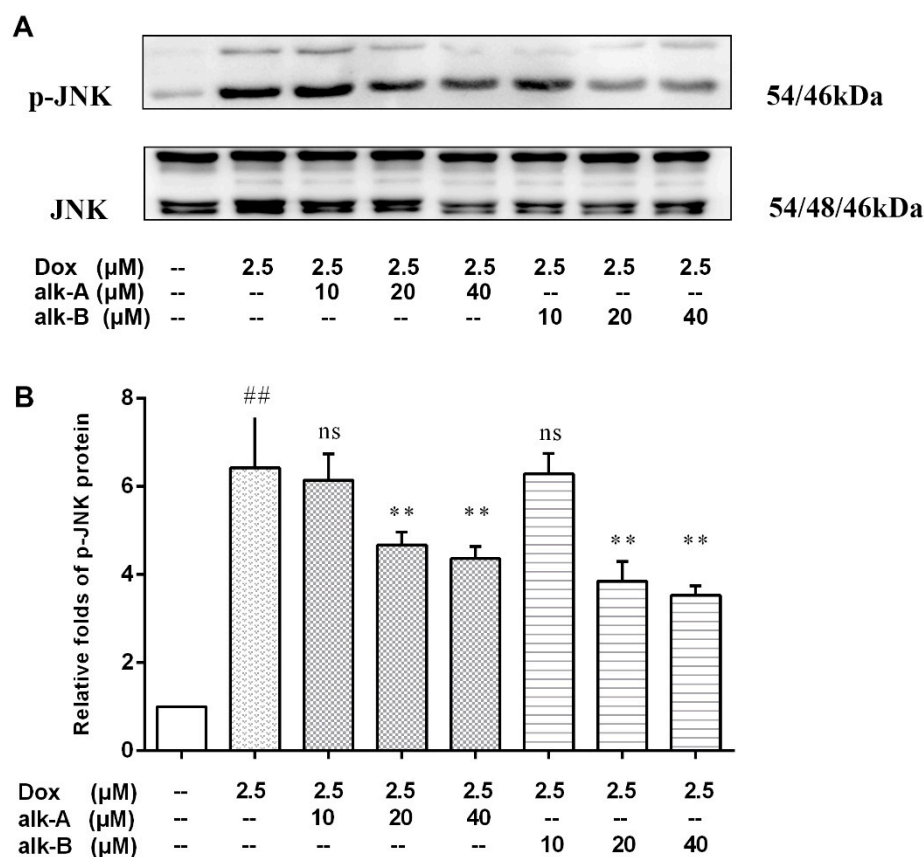 A
p-JNK 54/46kDa
JNK 54/48/46kDa
Dox (μM) -- 2.5 2.5 2.5 2.5 2.5 2.5 2.5
alk-A (μM) -- -- 10 20 40 -- -- --
alk-B (μM) -- -- -- -- -- 10 20 40
B
Relative folds of p-JNK protein
8
6
4
2
0
##
ns
**
**
ns
**
**
Dox (μM) -- 2.5 2.5 2.5 2.5 2.5 2.5 2.5
alk-A (μM) -- -- 10 20 40 -- -- --
alk-B (μM) -- -- -- -- -- 10 20 40